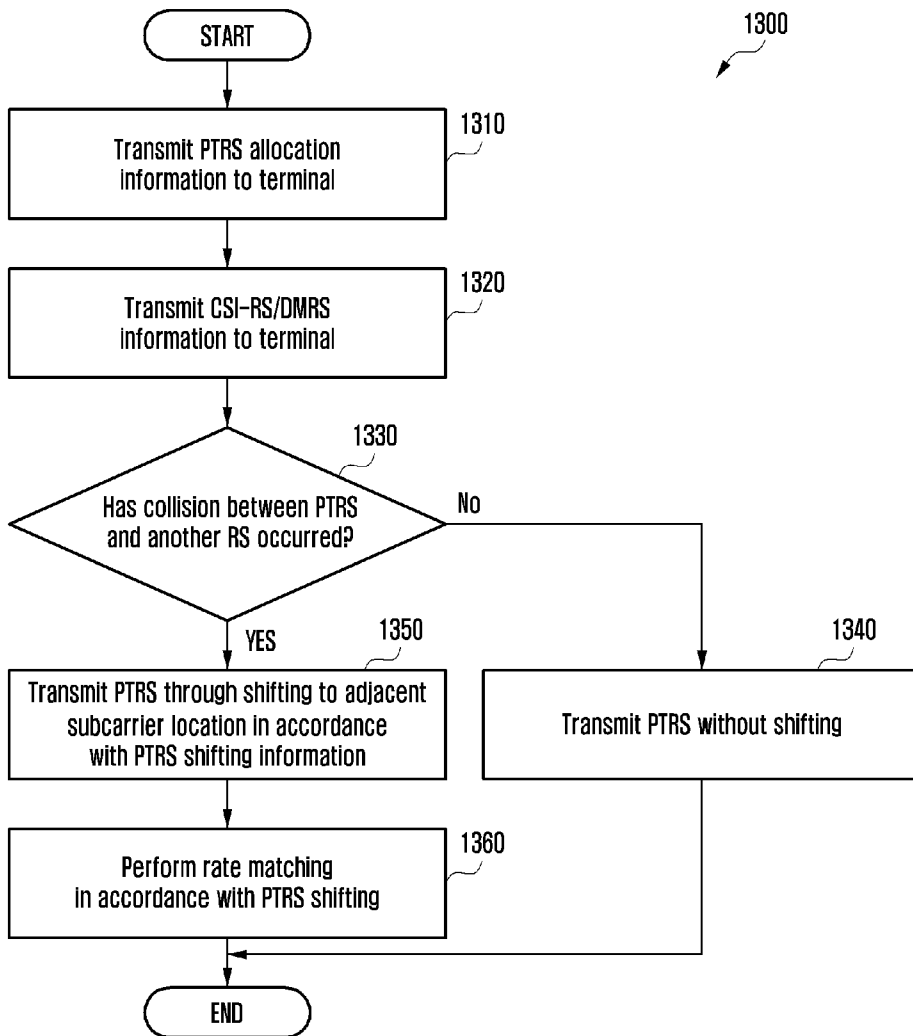 START
1300
1310
Transmit PTRS allocation
information to terminal
1320
Transmit CSI-RS/DMRS
information to terminal
1330
Has collision between PTRS
and another RS occurred?
No
YES
1350
Transmit PTRS through shifting to adjacent
subcarrier location in accordance
with PTRS shifting information
1340
Transmit PTRS without shifting
1360
Perform rate matching
in accordance with PTRS shifting
END